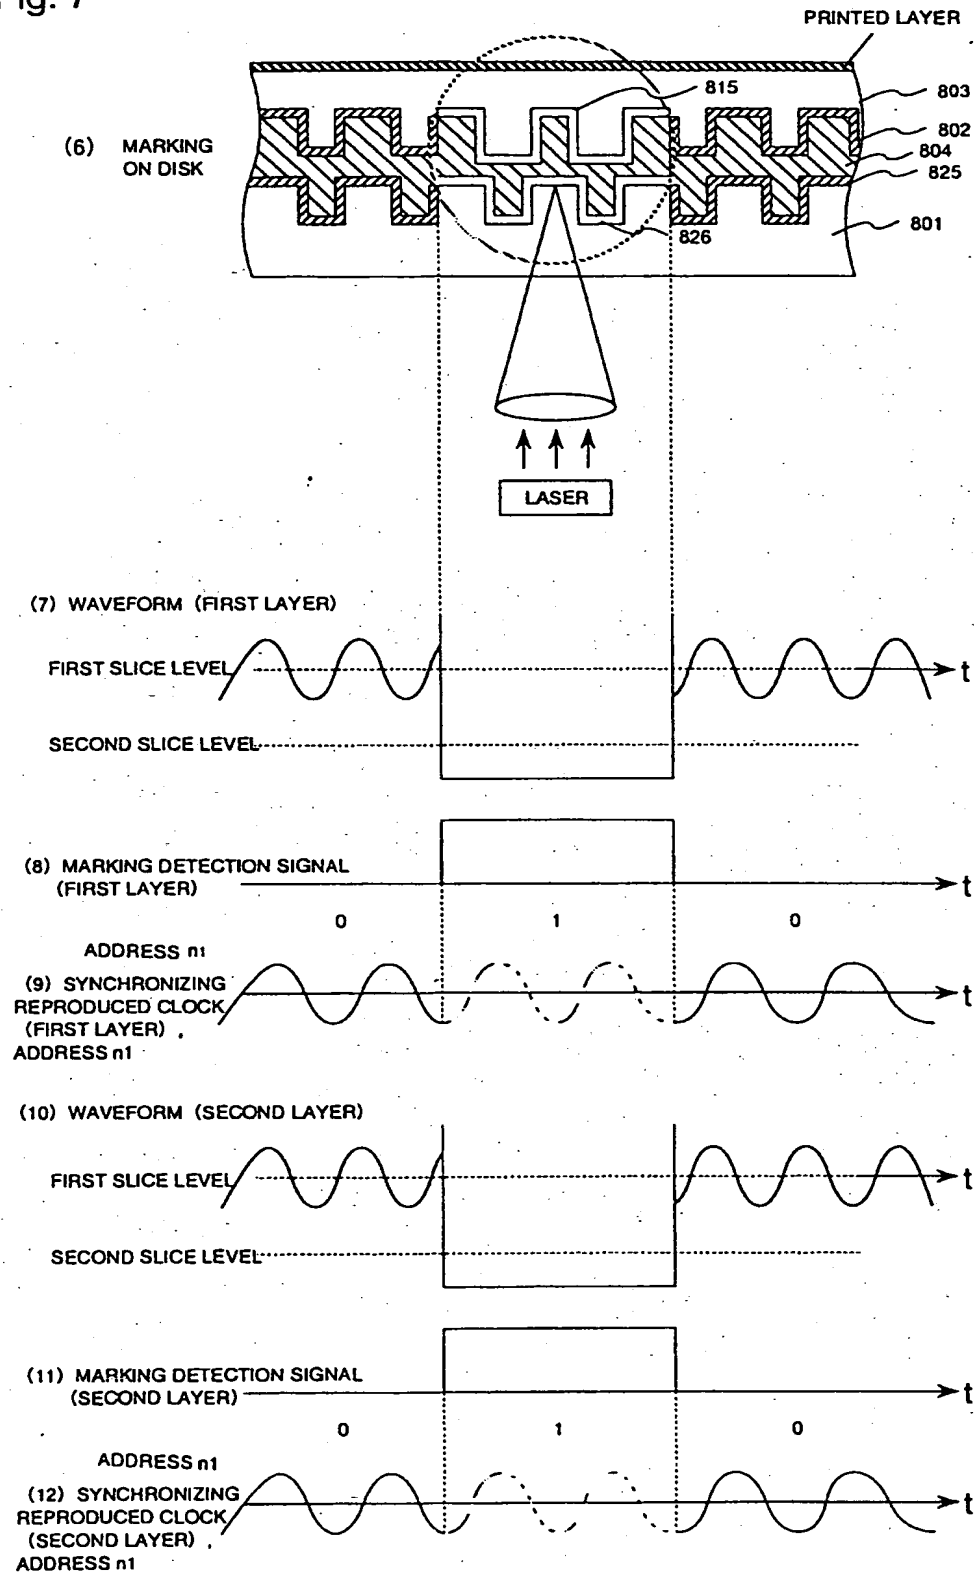 Fig. 7
PRINTED LAYER
815
803
802
(6) MARKING
ON DISK
804
825
826
801
LASER
(7) WAVEFORM (FIRST LAYER)
FIRST SLICE LEVEL
t
SECOND SLICE LEVEL
(8) MARKING DETECTION SIGNAL
(FIRST LAYER)
t
0 1 0
ADDRESS n1
(9) SYNCHRONIZING
REPRODUCED CLOCK
(FIRST LAYER),
ADDRESS n1
t
(10) WAVEFORM (SECOND LAYER)
FIRST SLICE LEVEL
t
SECOND SLICE LEVEL
(11) MARKING DETECTION SIGNAL
(SECOND LAYER)
t
0 1 0
ADDRESS n1
(12) SYNCHRONIZING
REPRODUCED CLOCK
(SECOND LAYER),
ADDRESS n1
t